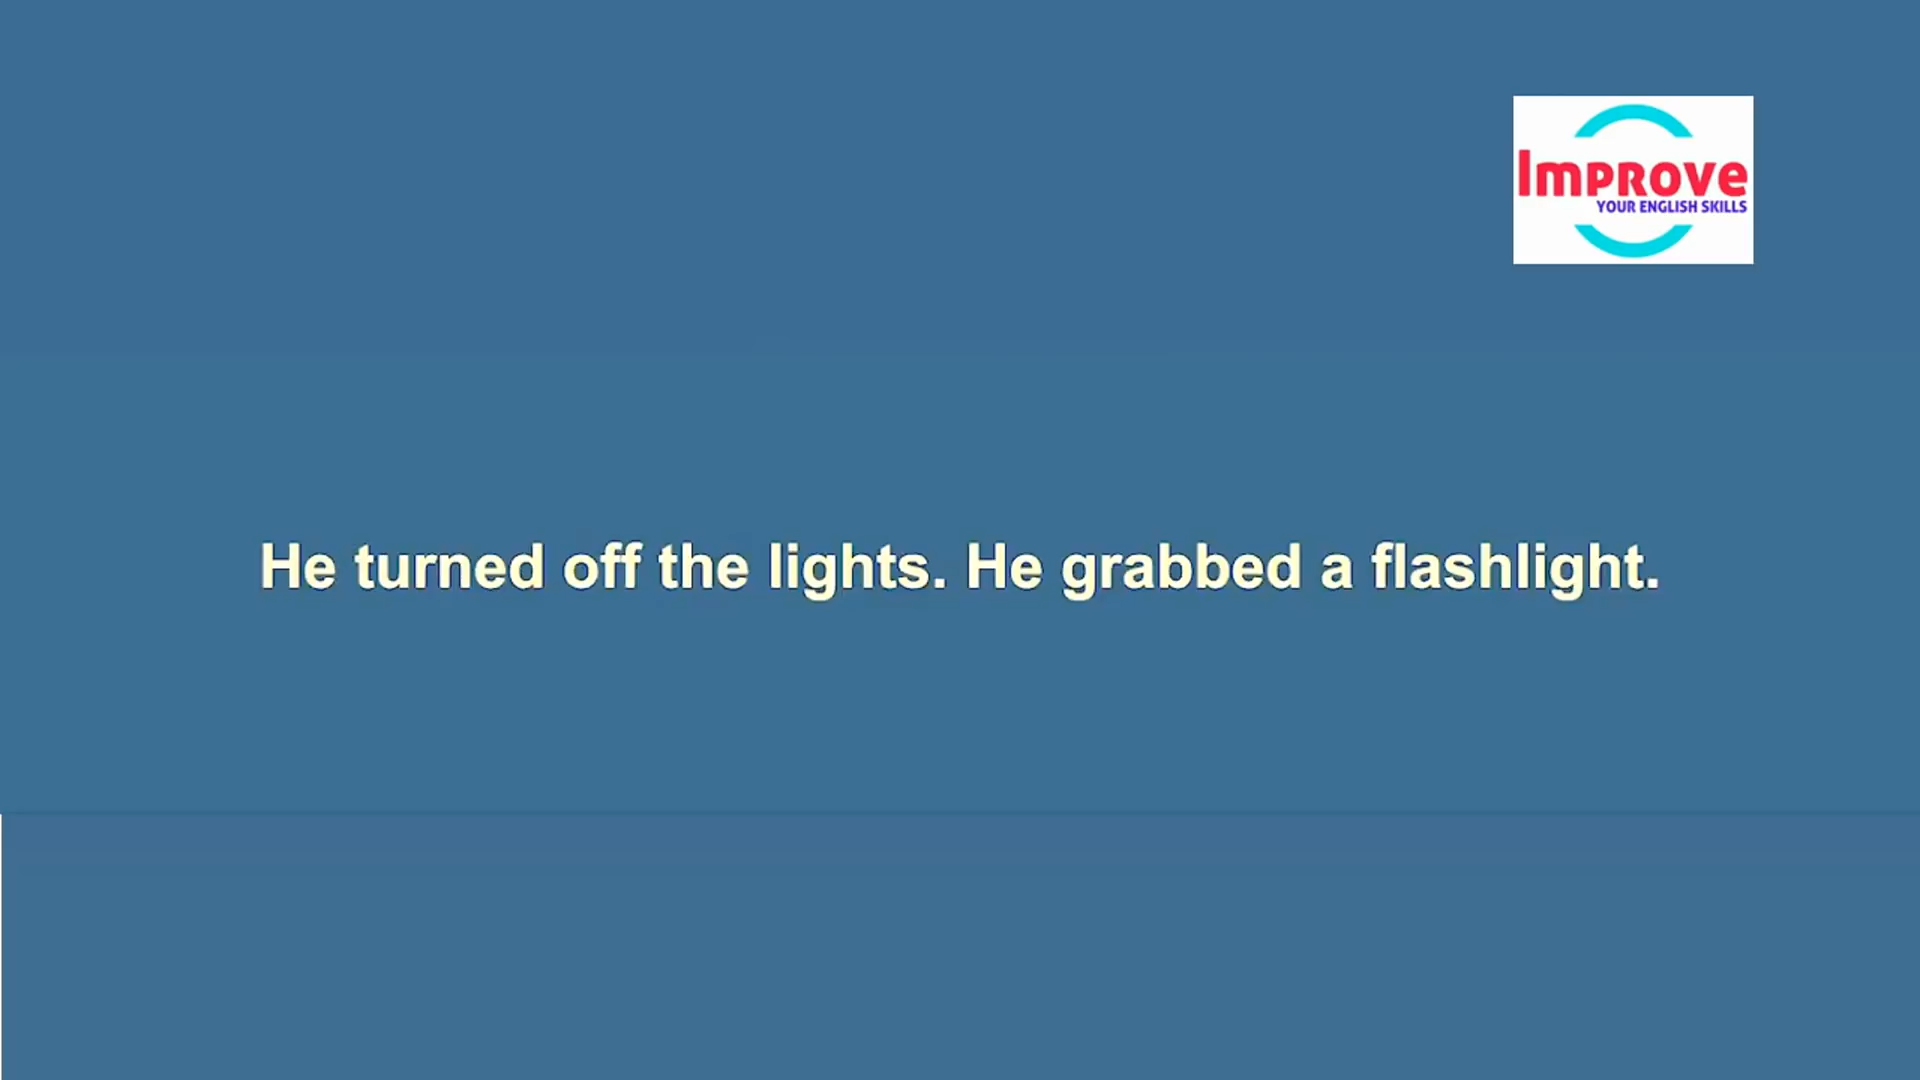 Improve
YOUR ENGLISH SKILLS
He turned off the lights. He grabbed a flashlight.